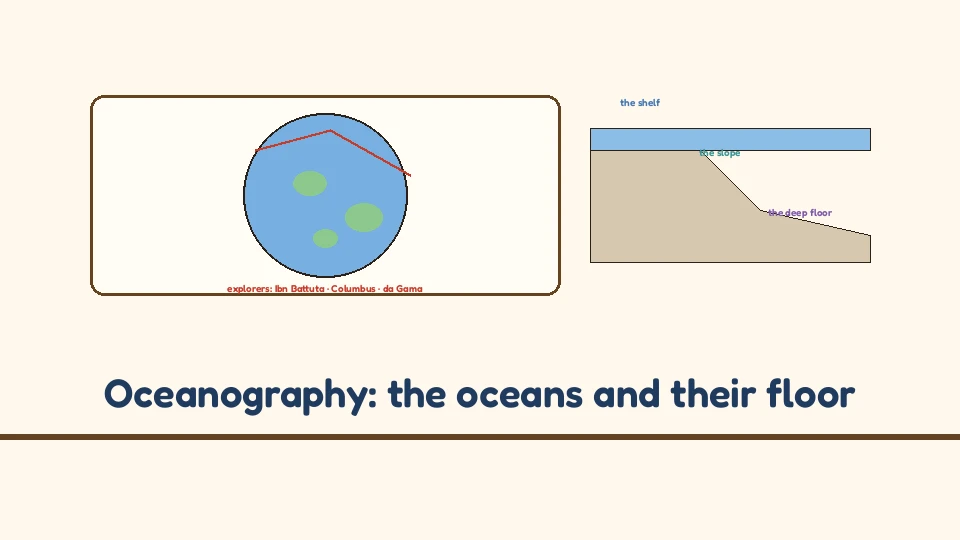 the shelf
the slope
the deep floor
explorers: Ibn Battuta · Columbus · da Gama
Oceanography: the oceans and their floor